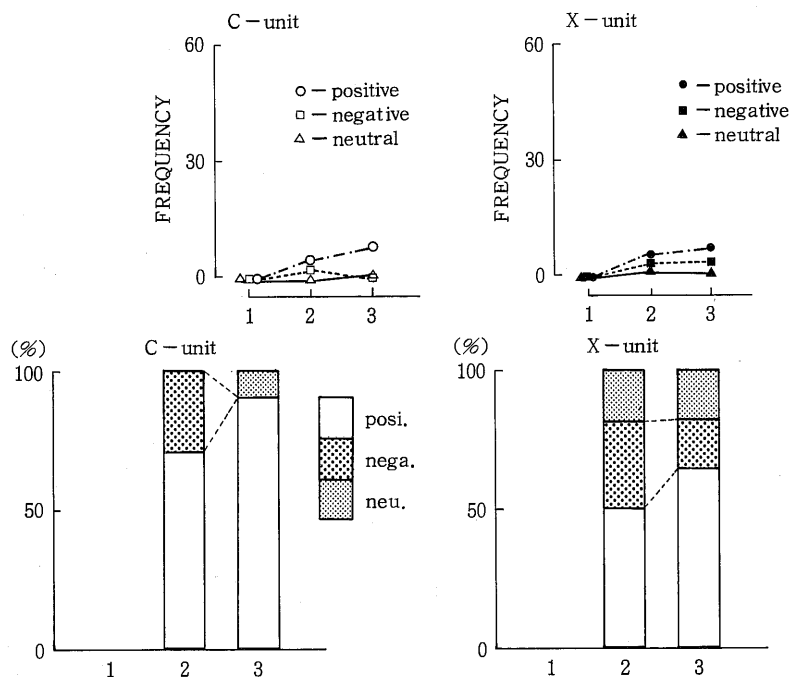 C－unit
60
30
0
FREQUENCY
○ — positive
□ — negative
△ — neutral
1 2 3
X－unit
60
30
0
FREQUENCY
● — positive
■ — negative
▲ — neutral
1 2 3
(%)
C－unit
100
50
0
posi.
nega.
neu.
1 2 3
(%)
X－unit
100
50
0
1 2 3